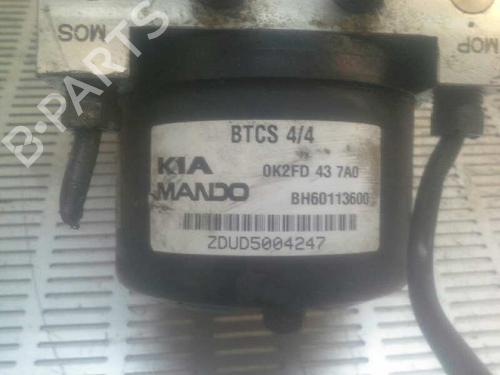 MOS
MOP
BTCS 4/4
KIA
0K2FD 43 7A0
MANDO
BH60113600
ZDUD5004247
B-PARTS